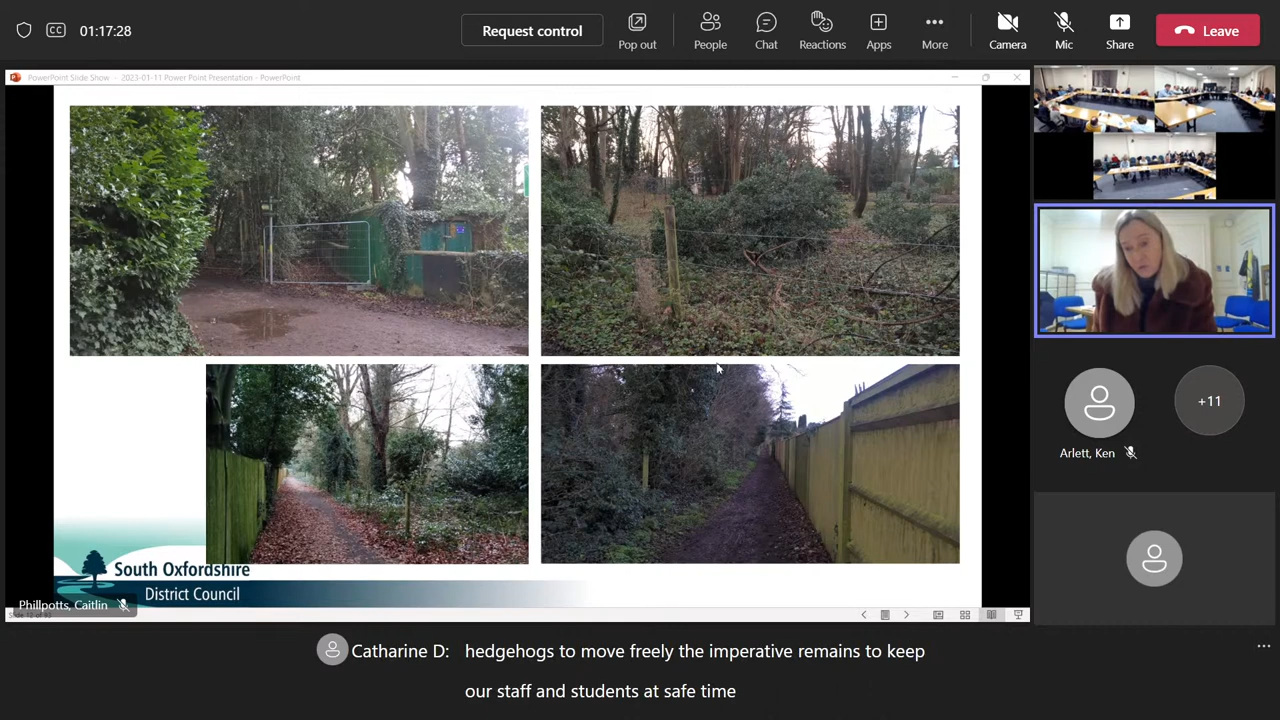 CC
01:17:28
Request control
Pop out
People
Chat
Reactions
Apps
More
Camera
Mic
Share
Leave
PowerPoint Slide Show - 2023-01-11 Power Point Presentation - PowerPoint
South Oxfordshire
District Council
Phillpotts, Caitlin
+11
Arlett, Ken
Catharine D: hedgehogs to move freely the imperative remains to keep
our staff and students at safe time